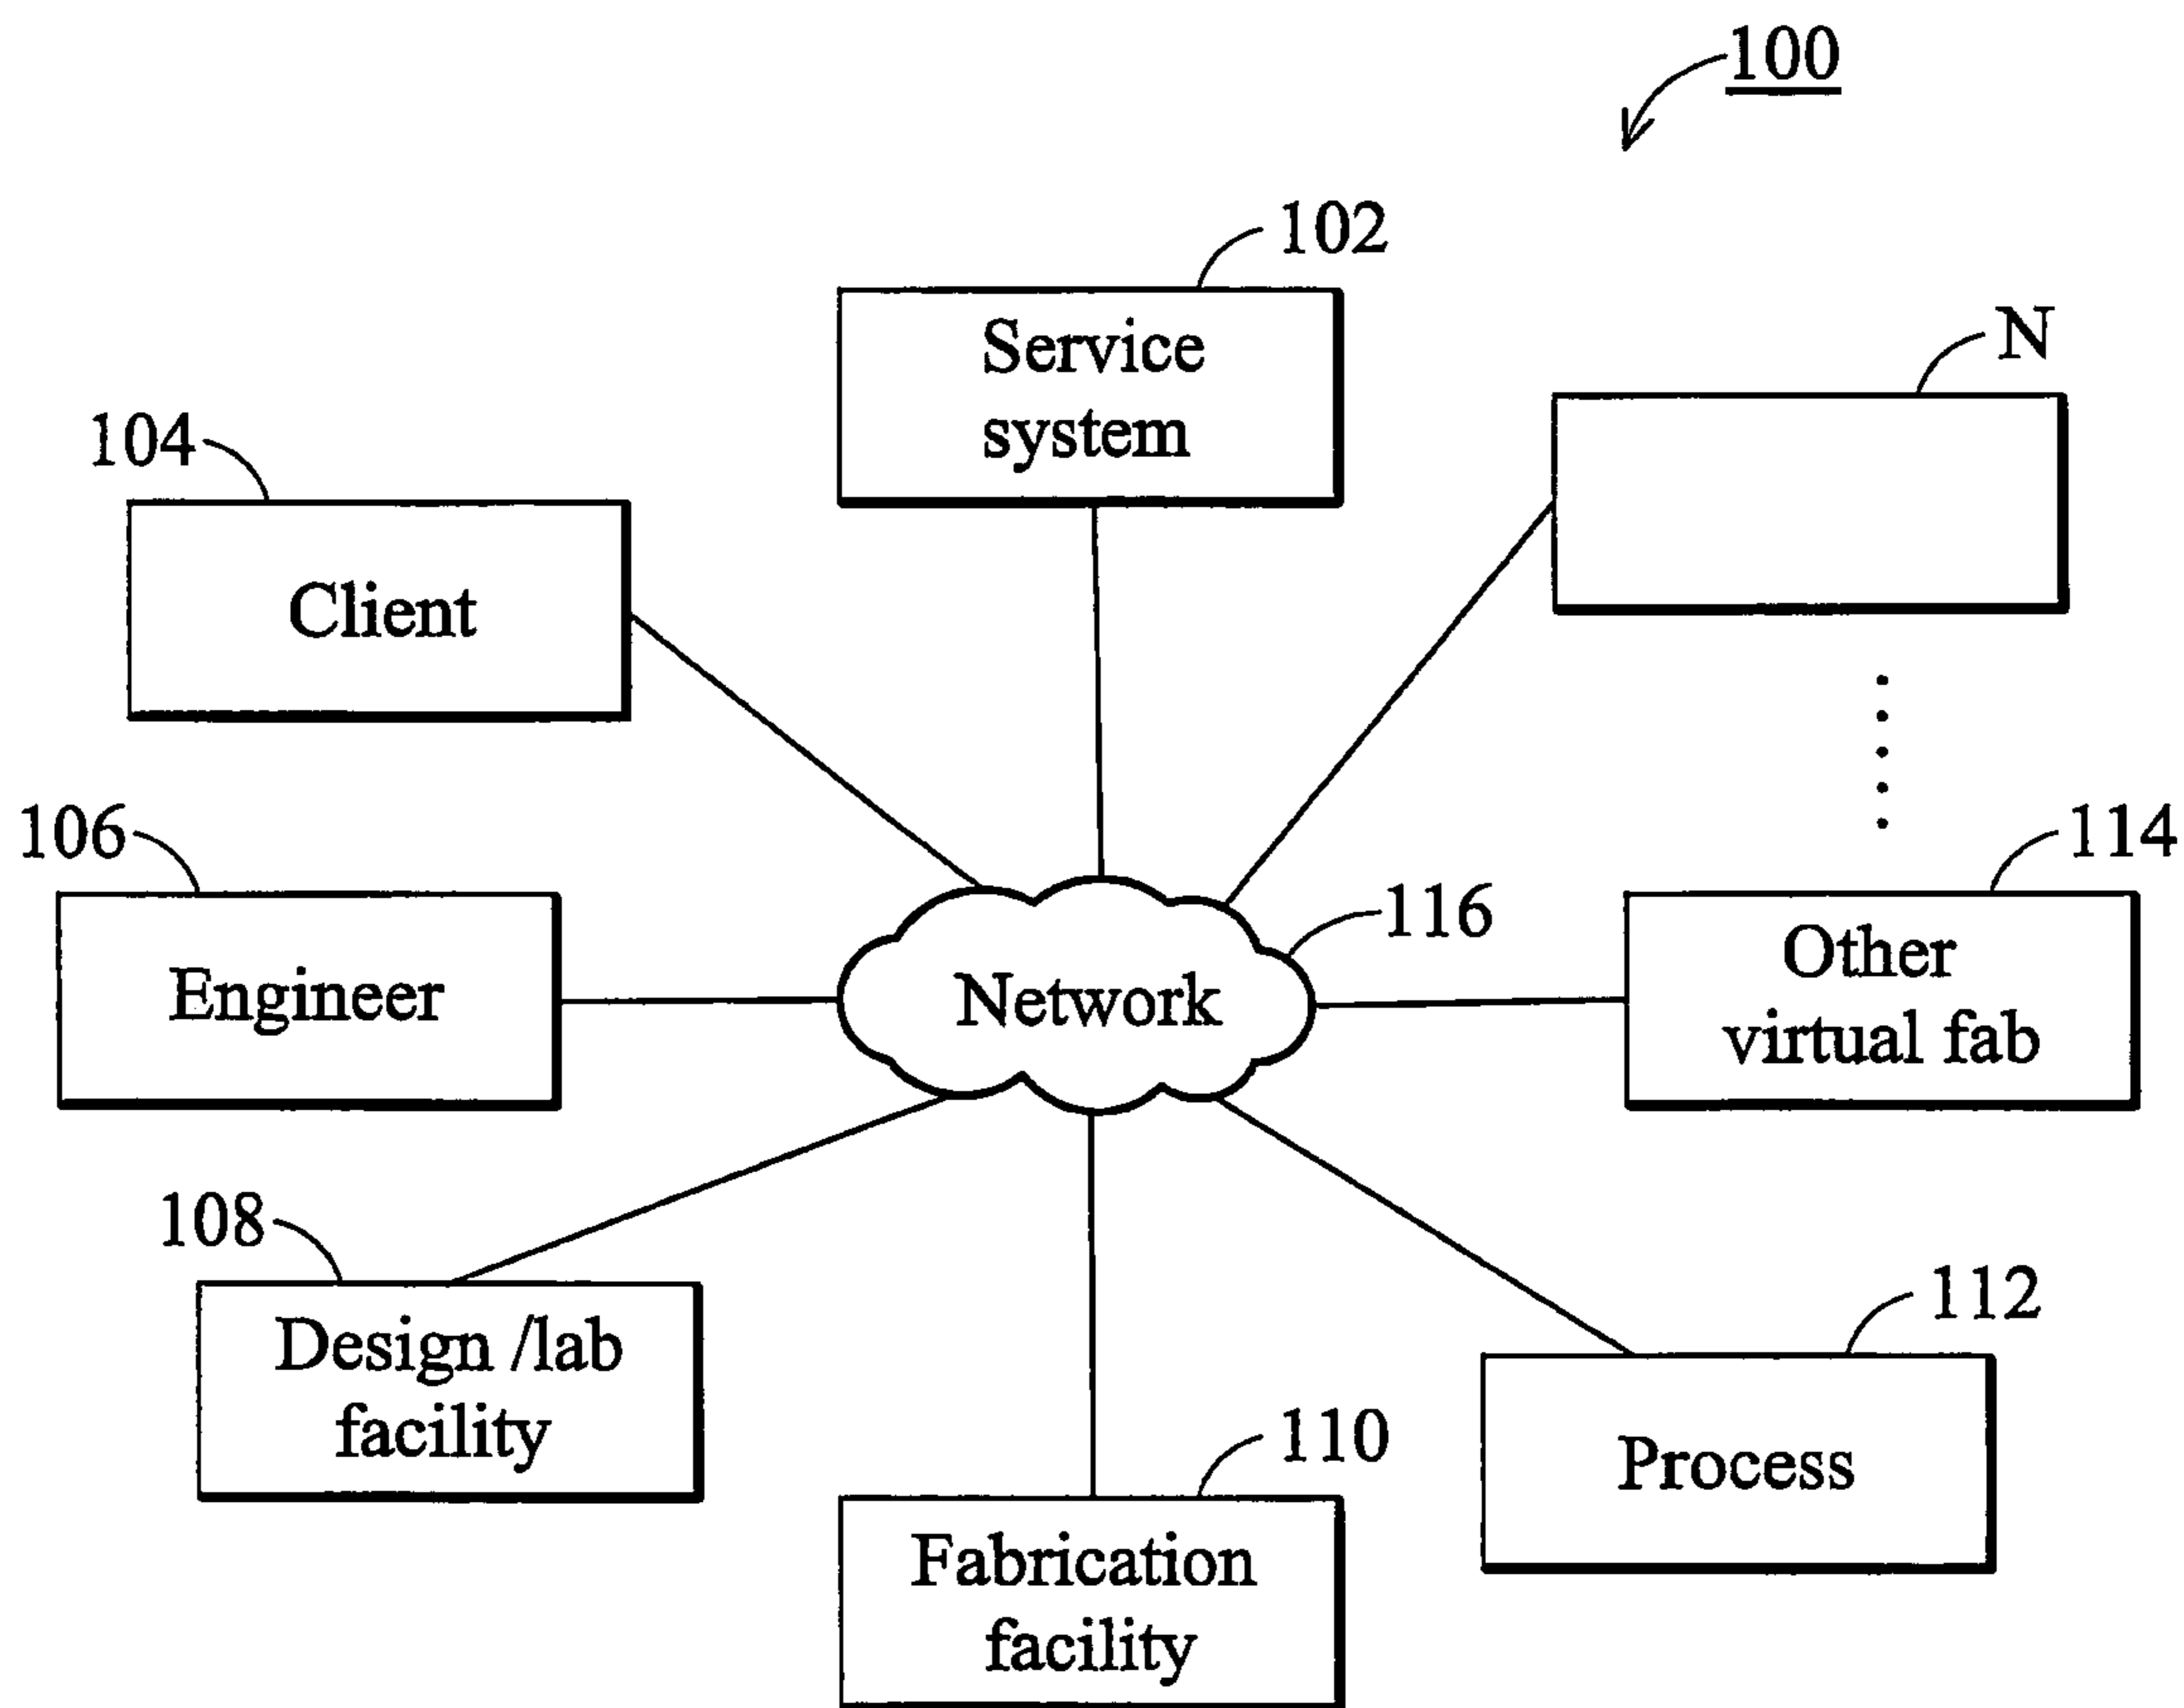 100
102
Service
system
N
104
Client
106
Engineer
116
Network
114
Other
virtual fab
108
Design /lab
facility
110
Fabrication
facility
112
Process